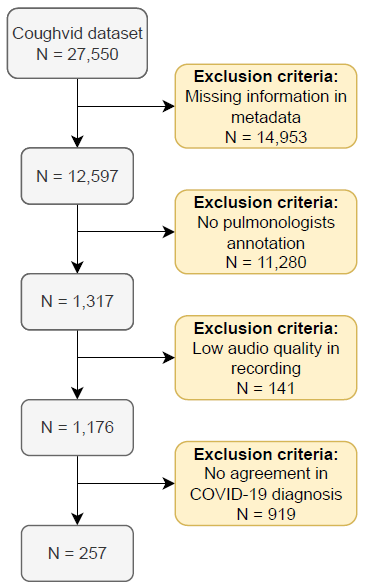 Coughvid dataset
N = 27,550
Exclusion criteria:
Missing information in
metadata
N = 14,953
N = 12,597
Exclusion criteria:
No pulmonologists
annotation
N = 11,280
N = 1,317
Exclusion criteria:
Low audio quality in
recording
N = 141
N = 1,176
Exclusion criteria:
No agreement in
COVID-19 diagnosis
N = 919
N = 257